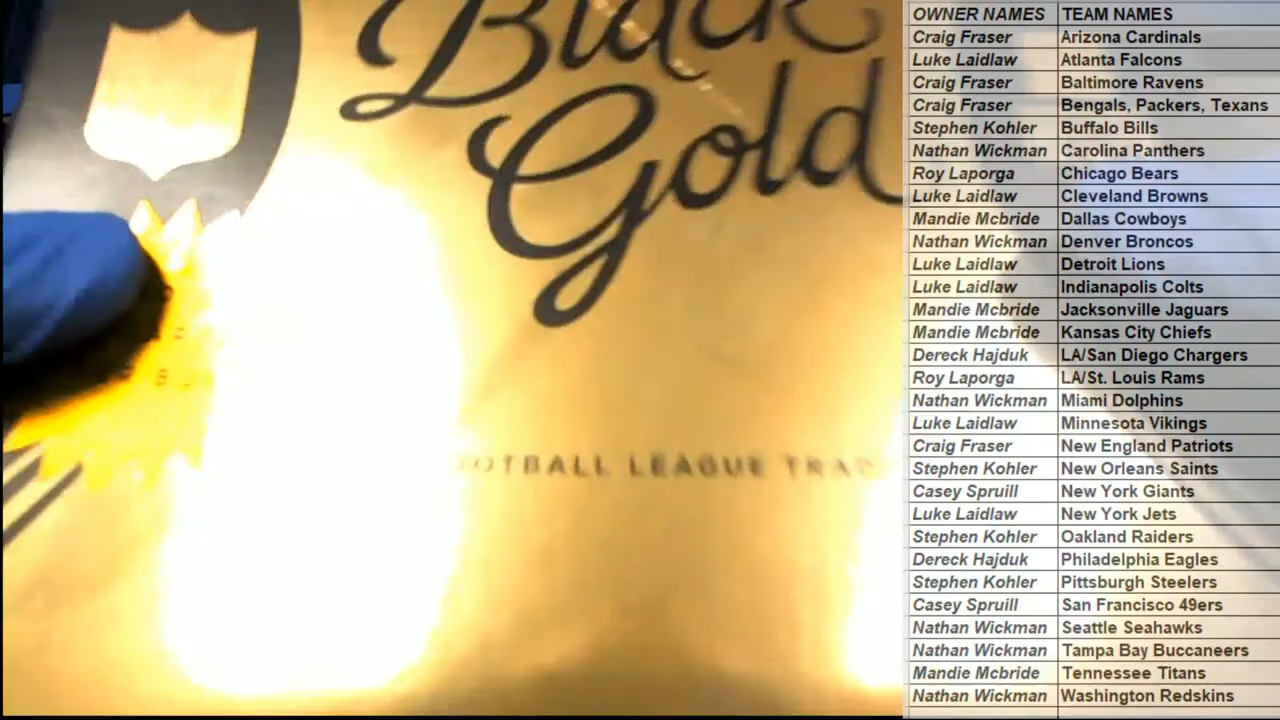 Black
Gold
FOOTBALL LEAGUE TRAD
OWNER NAMES TEAM NAMES
Craig Fraser Arizona Cardinals
Luke Laidlaw Atlanta Falcons
Craig Fraser Baltimore Ravens
Craig Fraser Bengals, Packers, Texans
Stephen Kohler Buffalo Bills
Nathan Wickman Carolina Panthers
Roy Laporga Chicago Bears
Luke Laidlaw Cleveland Browns
Mandie Mcbride Dallas Cowboys
Nathan Wickman Denver Broncos
Luke Laidlaw Detroit Lions
Luke Laidlaw Indianapolis Colts
Mandie Mcbride Jacksonville Jaguars
Mandie Mcbride Kansas City Chiefs
Dereck Hajduk LA/San Diego Chargers
Roy Laporga LA/St. Louis Rams
Nathan Wickman Miami Dolphins
Luke Laidlaw Minnesota Vikings
Craig Fraser New England Patriots
Stephen Kohler New Orleans Saints
Casey Spruill New York Giants
Luke Laidlaw New York Jets
Stephen Kohler Oakland Raiders
Dereck Hajduk Philadelphia Eagles
Stephen Kohler Pittsburgh Steelers
Casey Spruill San Francisco 49ers
Nathan Wickman Seattle Seahawks
Nathan Wickman Tampa Bay Buccaneers
Mandie Mcbride Tennessee Titans
Nathan Wickman Washington Redskins